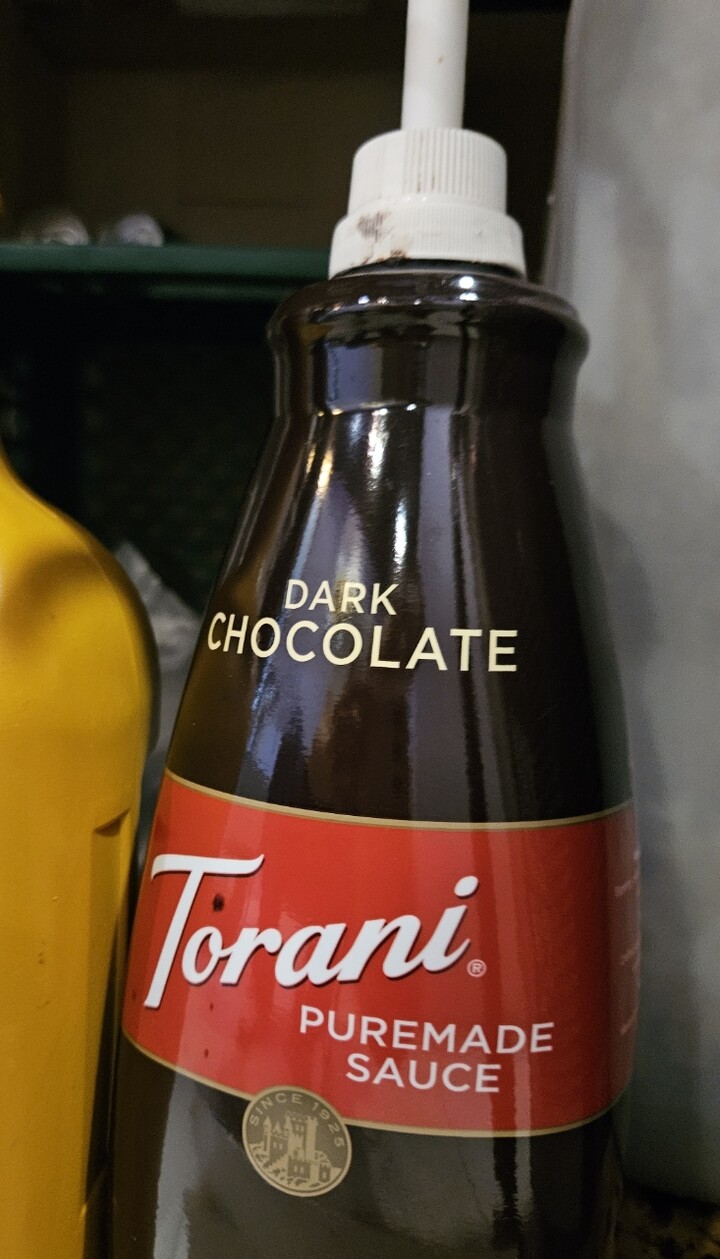 DARK
CHOCOLATE
Torani®
PUREMADE
SAUCE
SINCE 1925